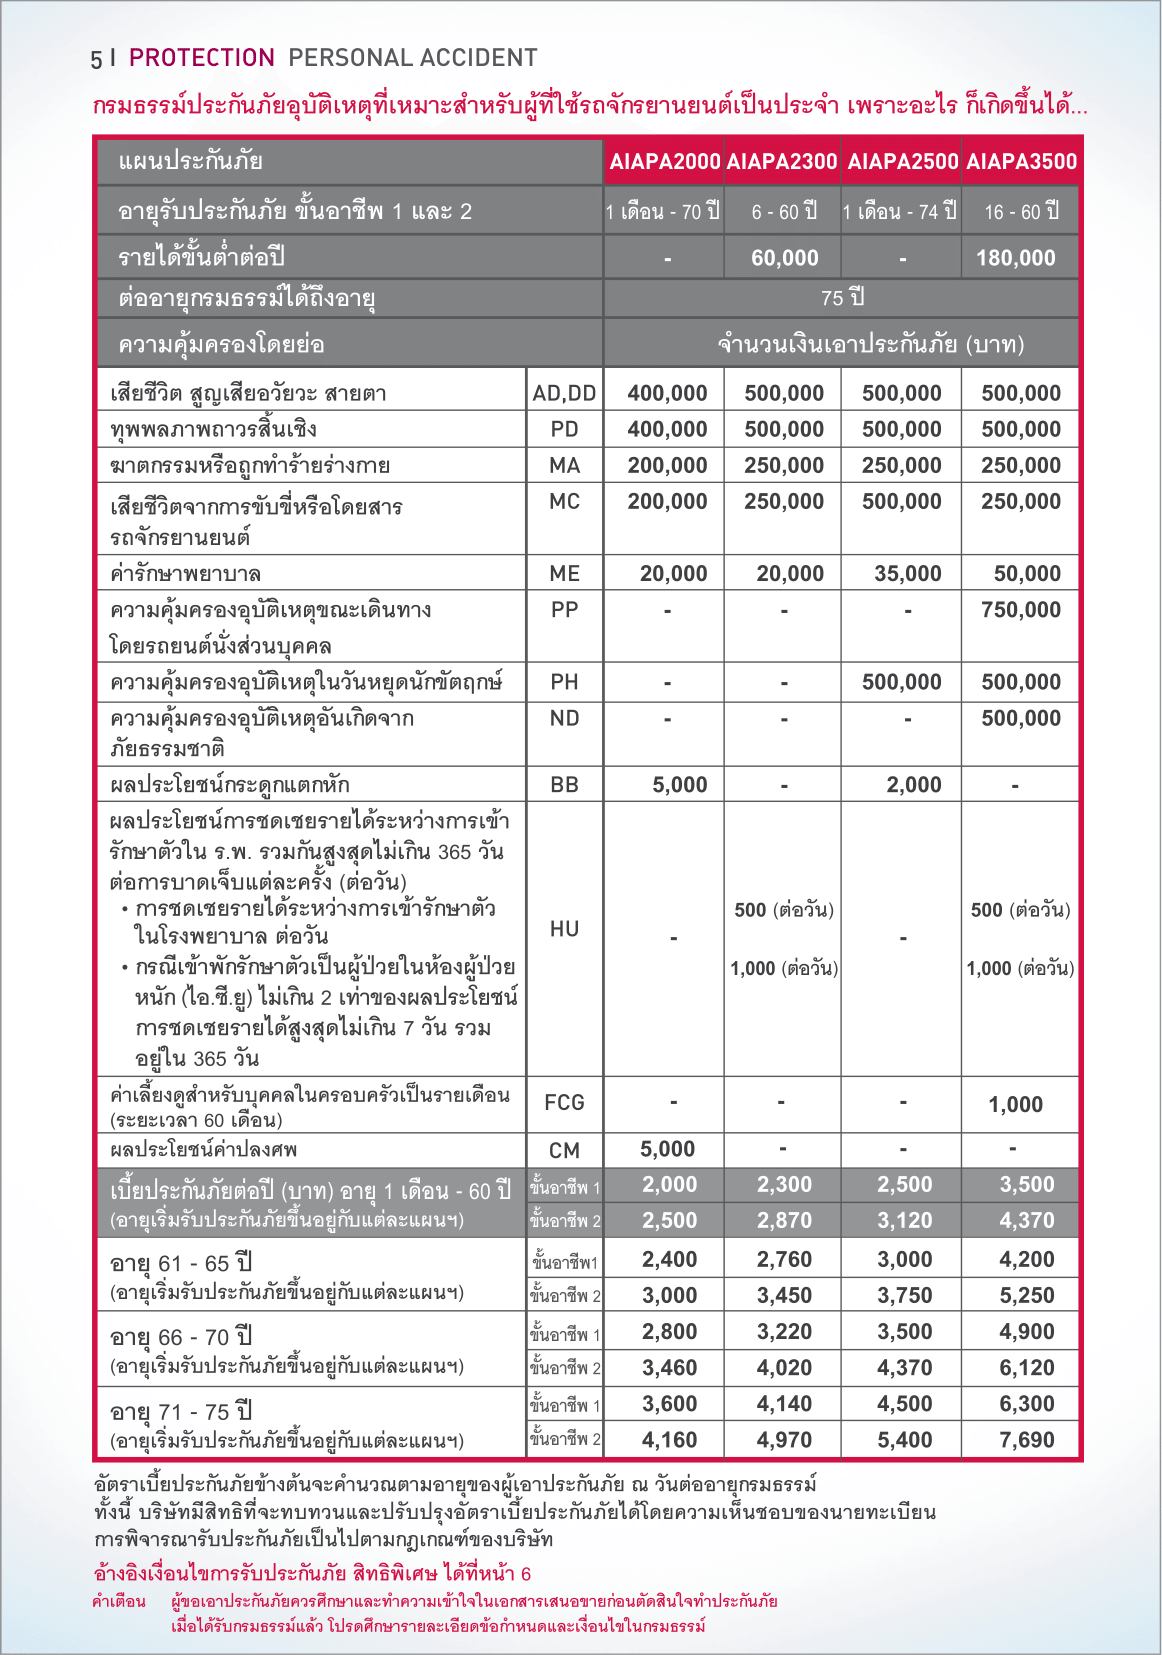 5 | PROTECTION PERSONAL ACCIDENT
กรมธรรม์ประกันภัยอุบัติเหตุที่เหมาะสำหรับผู้ที่ใช้รถจักรยานยนต์เป็นประจำ เพราะอะไร ก็เกิดขึ้นได้...
แผนประกันภัย AIAPA2000 AIAPA2300 AIAPA2500 AIAPA3500
อายุรับประกันภัย ขั้นอาชีพ 1 และ 2 1 เดือน - 70 ปี 6 - 60 ปี 1 เดือน - 74 ปี 16 - 60 ปี
รายได้ขั้นต่ำต่อปี - 60,000 - 180,000
ต่ออายุกรมธรรม์ได้ถึงอายุ 75 ปี
ความคุ้มครองโดยย่อ จำนวนเงินเอาประกันภัย (บาท)
เสียชีวิต สูญเสียอวัยวะ สายตา AD,DD 400,000 500,000 500,000 500,000
ทุพพลภาพถาวรสิ้นเชิง PD 400,000 500,000 500,000 500,000
ฆาตกรรมหรือถูกทำร้ายร่างกาย MA 200,000 250,000 250,000 250,000
เสียชีวิตจากการขับขี่หรือโดยสาร MC 200,000 250,000 500,000 250,000
รถจักรยานยนต์
ค่ารักษาพยาบาล ME 20,000 20,000 35,000 50,000
ความคุ้มครองอุบัติเหตุขณะเดินทาง PP - - - 750,000
โดยรถยนต์นั่งส่วนบุคคล
ความคุ้มครองอุบัติเหตุในวันหยุดนักขัตฤกษ์ PH - - 500,000 500,000
ความคุ้มครองอุบัติเหตุอันเกิดจาก ND - - - 500,000
ภัยธรรมชาติ
ผลประโยชน์กระดูกแตกหัก BB 5,000 - 2,000 -
ผลประโยชน์การชดเชยรายได้ระหว่างการเข้า
รักษาตัวใน ร.พ. รวมกันสูงสุดไม่เกิน 365 วัน
ต่อการบาดเจ็บแต่ละครั้ง (ต่อวัน)
• การชดเชยรายได้ระหว่างการเข้ารักษาตัว 500 (ต่อวัน) 500 (ต่อวัน)
ในโรงพยาบาล ต่อวัน HU - -
• กรณีเข้าพักรักษาตัวเป็นผู้ป่วยในห้องผู้ป่วย 1,000 (ต่อวัน) 1,000 (ต่อวัน)
หนัก (ไอ.ซี.ยู) ไม่เกิน 2 เท่าของผลประโยชน์
การชดเชยรายได้สูงสุดไม่เกิน 7 วัน รวม
อยู่ใน 365 วัน
ค่าเลี้ยงดูสำหรับบุคคลในครอบครัวเป็นรายเดือน FCG - - - 1,000
(ระยะเวลา 60 เดือน)
ผลประโยชน์ค่าปลงศพ CM 5,000 - - -
เบี้ยประกันภัยต่อปี (บาท) อายุ 1 เดือน - 60 ปี ขั้นอาชีพ 1 2,000 2,300 2,500 3,500
(อายุเริ่มรับประกันภัยขึ้นอยู่กับแต่ละแผนฯ) ขั้นอาชีพ 2 2,500 2,870 3,120 4,370
อายุ 61 - 65 ปี ขั้นอาชีพ1 2,400 2,760 3,000 4,200
(อายุเริ่มรับประกันภัยขึ้นอยู่กับแต่ละแผนฯ) ขั้นอาชีพ 2 3,000 3,450 3,750 5,250
อายุ 66 - 70 ปี ขั้นอาชีพ 1 2,800 3,220 3,500 4,900
(อายุเริ่มรับประกันภัยขึ้นอยู่กับแต่ละแผนฯ) ขั้นอาชีพ 2 3,460 4,020 4,370 6,120
อายุ 71 - 75 ปี ขั้นอาชีพ 1 3,600 4,140 4,500 6,300
(อายุเริ่มรับประกันภัยขึ้นอยู่กับแต่ละแผนฯ) ขั้นอาชีพ 2 4,160 4,970 5,400 7,690
อัตราเบี้ยประกันภัยข้างต้นจะคำนวณตามอายุของผู้เอาประกันภัย ณ วันต่ออายุกรมธรรม์
ทั้งนี้ บริษัทมีสิทธิที่จะทบทวนและปรับปรุงอัตราเบี้ยประกันภัยได้โดยความเห็นชอบของนายทะเบียน
การพิจารณารับประกันภัยเป็นไปตามกฎเกณฑ์ของบริษัท
อ้างอิงเงื่อนไขการรับประกันภัย สิทธิพิเศษ ได้ที่หน้า 6
คำเตือน ผู้ขอเอาประกันภัยควรศึกษาและทำความเข้าใจในเอกสารเสนอขายก่อนตัดสินใจทำประกันภัย
เมื่อได้รับกรมธรรม์แล้ว โปรดศึกษารายละเอียดข้อกำหนดและเงื่อนไขในกรมธรรม์